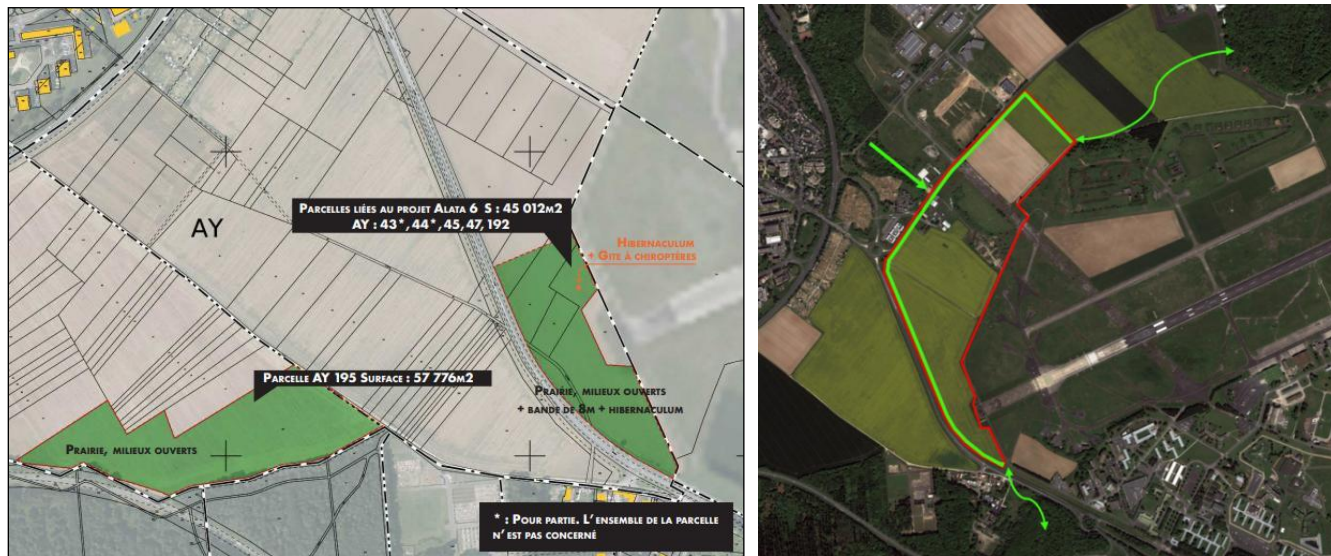 Parcelles liées au projet Alata 6 S : 45 012m2
AY : 43*, 44*, 45, 47, 192
AY
Hibernaculum
+ Gite à chiroptères
Parcelle AY 195 Surface : 57 776m2
Prairie, milieux ouverts
+ bande de 8m + hibernaculum
Prairie, milieux ouverts
* : Pour partie. L'ensemble de la parcelle
n'est pas concerné